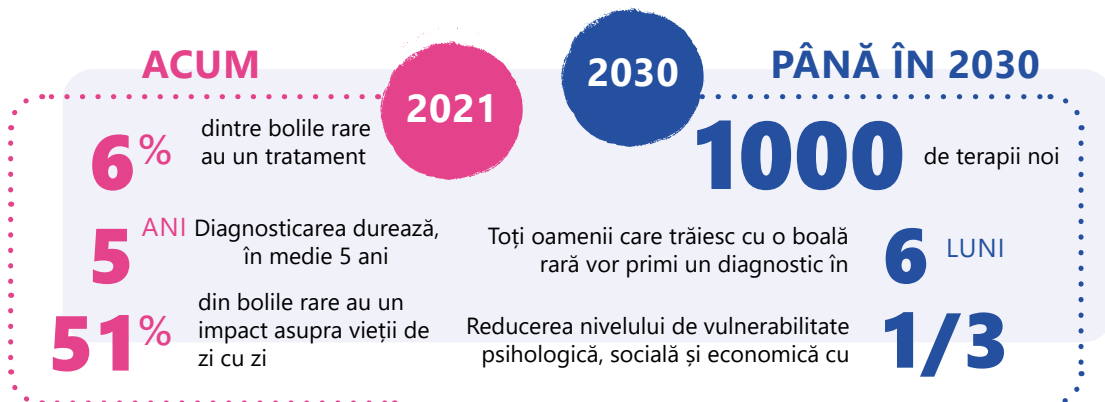 ACUM
2021
6%
dintre bolile rare
au un tratament
5 ANI
Diagnosticarea durează,
în medie 5 ani
51%
din bolile rare au un
impact asupra vieții de
zi cu zi
2030
PÂNĂ ÎN 2030
1000 de terapii noi
Toți oamenii care trăiesc cu o boală
rară vor primi un diagnostic în
6 LUNI
Reducerea nivelului de vulnerabilitate
psihologică, socială și economică cu
1/3